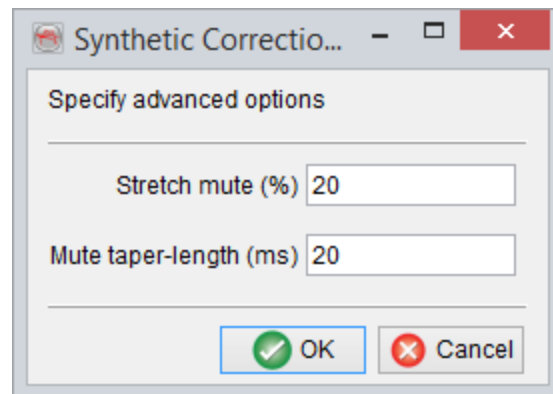 Synthetic Correctio...
Specify advanced options
Stretch mute (%) 20
Mute taper-length (ms) 20
OK Cancel